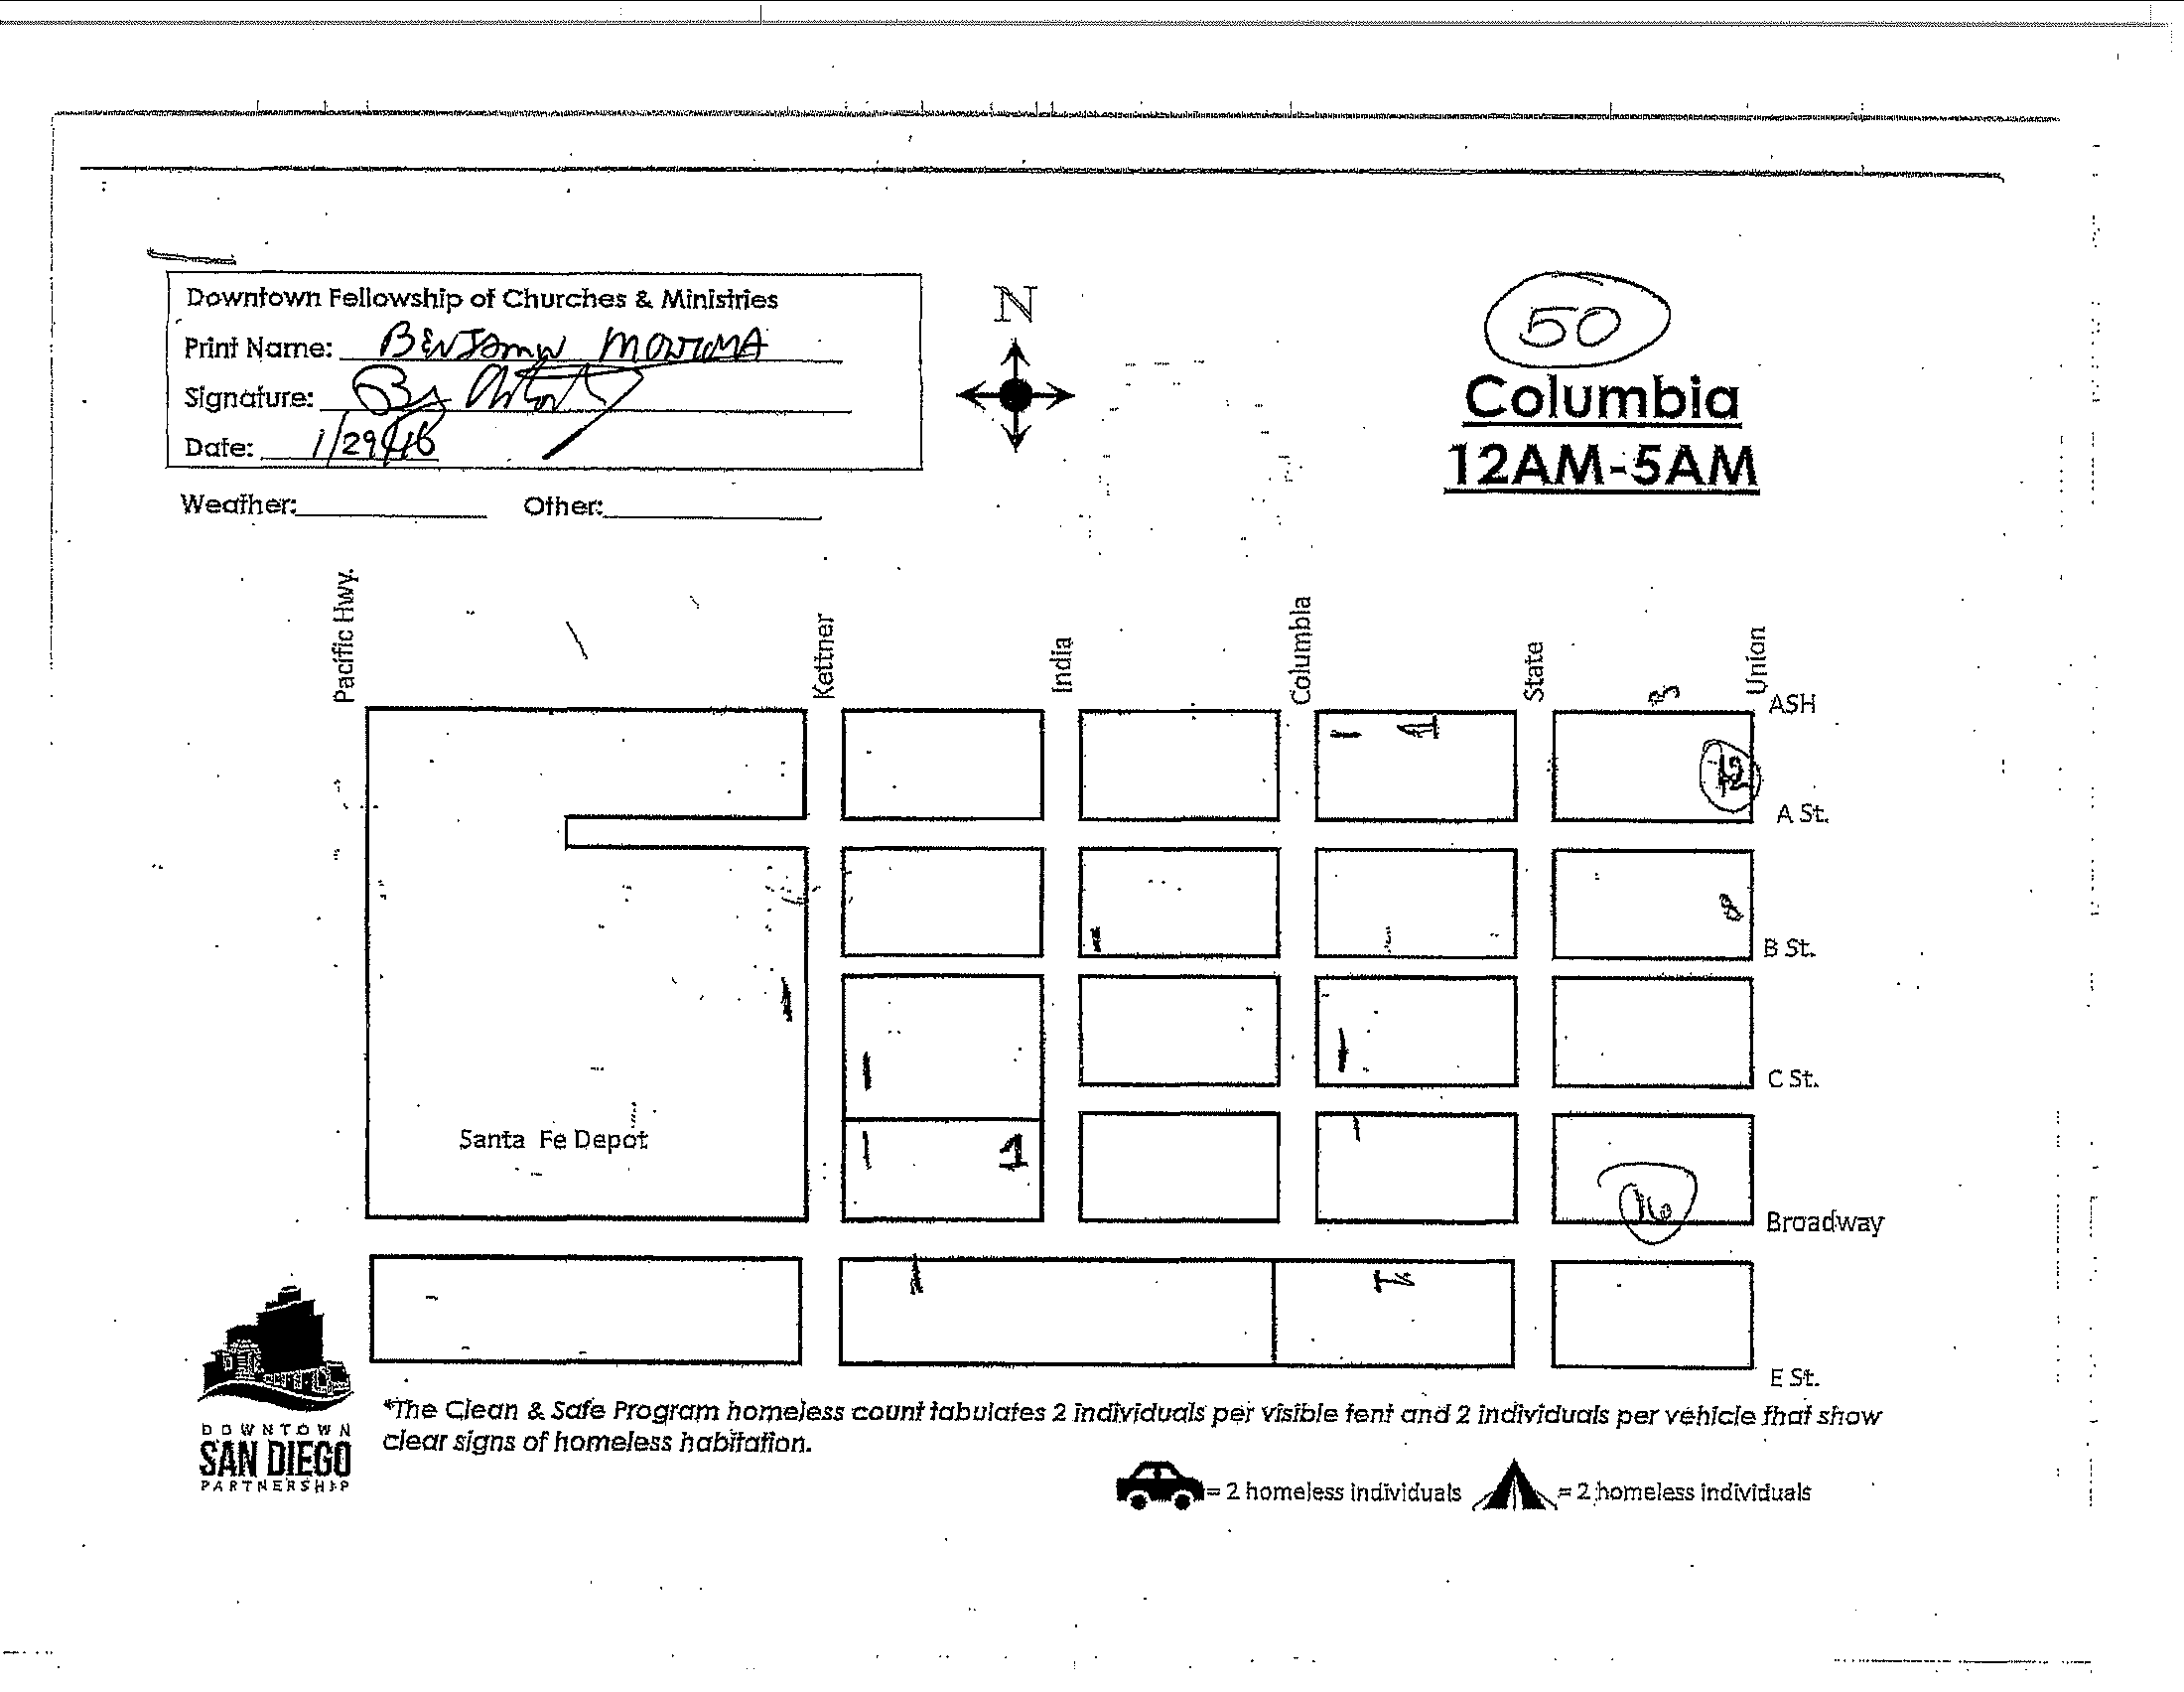 Downtown Fellowship of Churches & Ministries
Print Name: BENJAMIN
Signature:
Date: 1/29/16
Weather: Other:
N
50
Columbia
12AM-5AM
Pacific Hwy.
Kettner
India
Columbia
State
Union
3
ASH
1 1
A St.
8
B St.
1
1
1
C St.
1 1
1
Santa Fe Depot
16
Broadway
1
E St.
*The Clean & Safe Program homeless count tabulates 2 individuals per visible tent and 2 individuals per vehicle that show
clear signs of homeless habitation.
DOWNTOWN
SAN DIEGO
PARTNERSHIP
= 2 homeless individuals = 2 homeless individuals